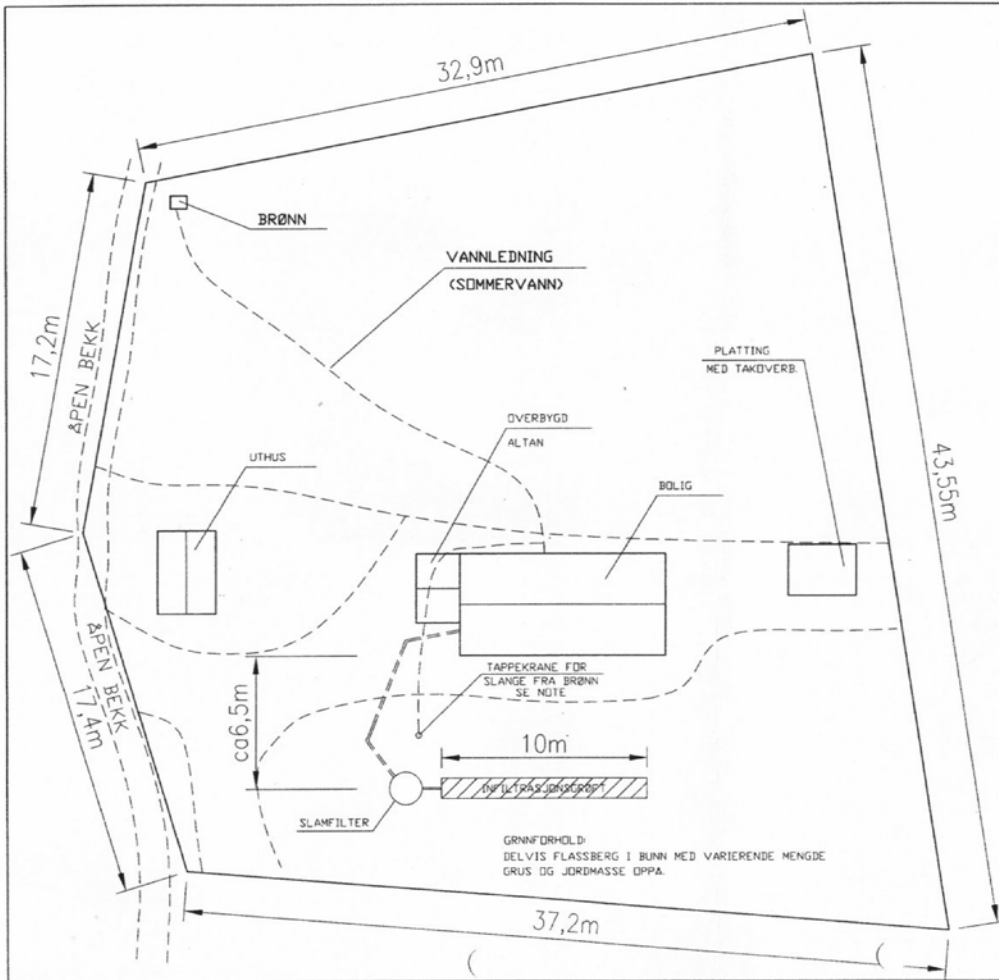 32,9m
BRØNN
VANNLEDNING
(SOMMERVANN)
17,2m
ÅPEN BEKK
PLATTING
MED TAKOVERB.
OVERBYGD
ALTAN
UTHUS
BOLIG
43,55m
ÅPEN BEKK
17,4m
TAPPEKRANE FOR
SLANGE FRA BRØNN
SE NOTE
ca6,5m
10m
INFILTRASJONSGRØFT
SLAMFILTER
GRNNFORHOLD:
DELVIS FLASSBERG I BUNN MED VARIERENDE MENGDE
GRUS OG JORDMASSE OPPA.
37,2m